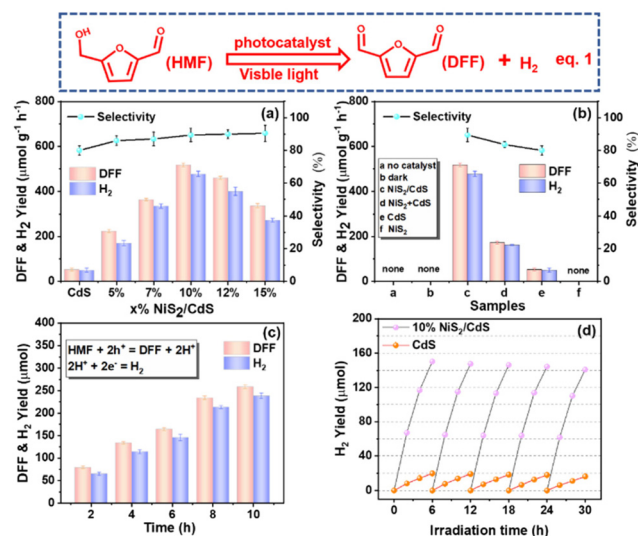 OH
O
O
(HMF)
photocatalyst
Visble light
O
O
O
(DFF) + H₂ eq. 1
(a)
Selectivity
DFF
H₂
DFF & H₂ Yield (μmol g⁻¹ h⁻¹)
800
600
400
200
0
Selectivity (%)
100
80
60
40
20
0
CdS 5% 7% 10% 12% 15%
x% NiS₂/CdS
(b)
Selectivity
a no catalyst
b dark
c NiS₂/CdS
d NiS₂+CdS
e CdS
f NiS₂
DFF
H₂
DFF & H₂ Yield (μmol g⁻¹ h⁻¹)
800
600
400
200
0
Selectivity (%)
100
80
60
40
20
0
none none none
a b c d e f
Samples
(c)
HMF + 2h⁺ = DFF + 2H⁺
2H⁺ + 2e⁻ = H₂
DFF
H₂
DFF & H₂ Yield (μmol)
400
350
300
250
200
150
100
50
0
2 4 6 8 10
Time (h)
(d)
10% NiS₂/CdS
CdS
H₂ Yield (μmol)
200
160
120
80
40
0
0 6 12 18 24 30
Irradiation time (h)